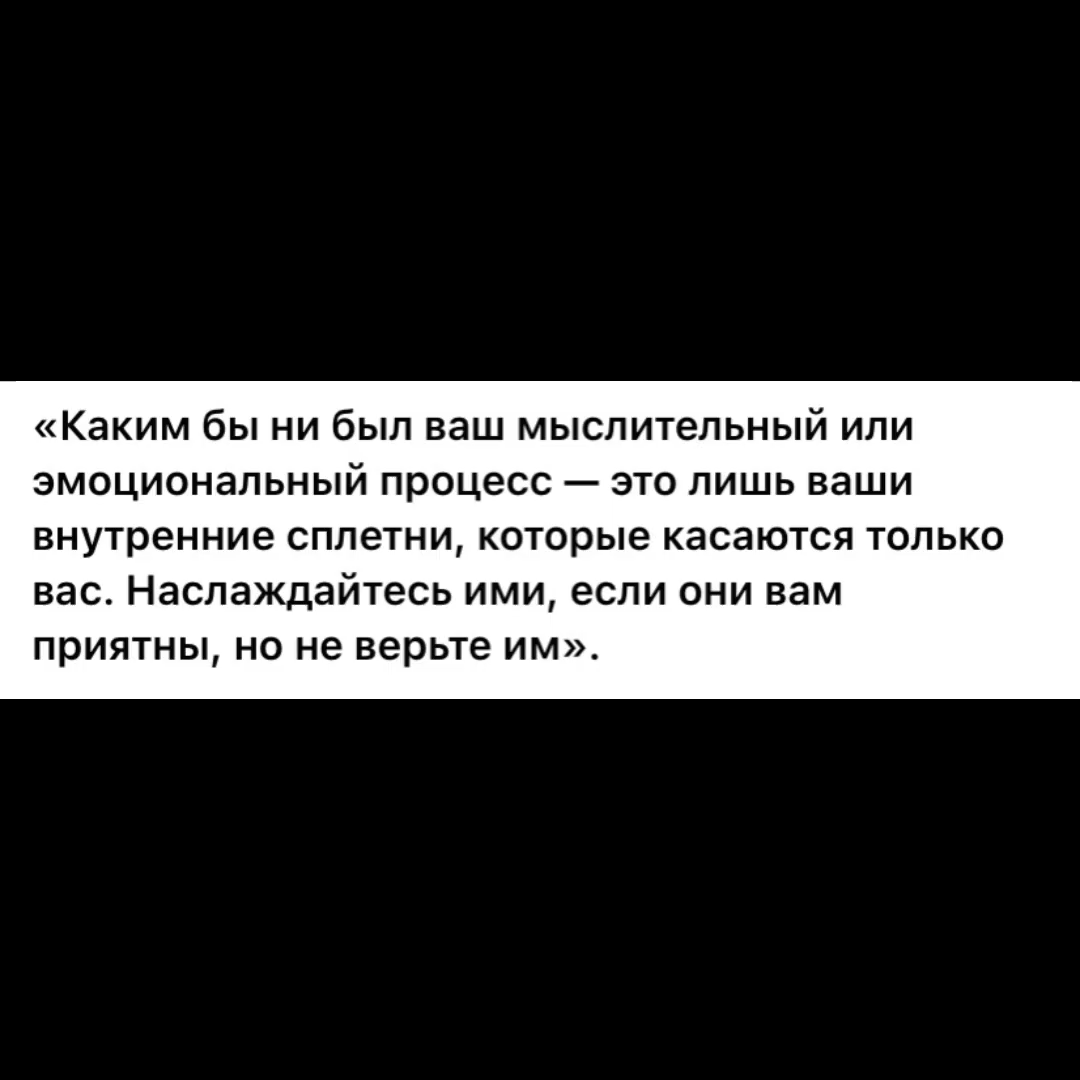 «Каким бы ни был ваш мыслительный или
эмоциональный процесс — это лишь ваши
внутренние сплетни, которые касаются только
вас. Наслаждайтесь ими, если они вам
приятны, но не верьте им».